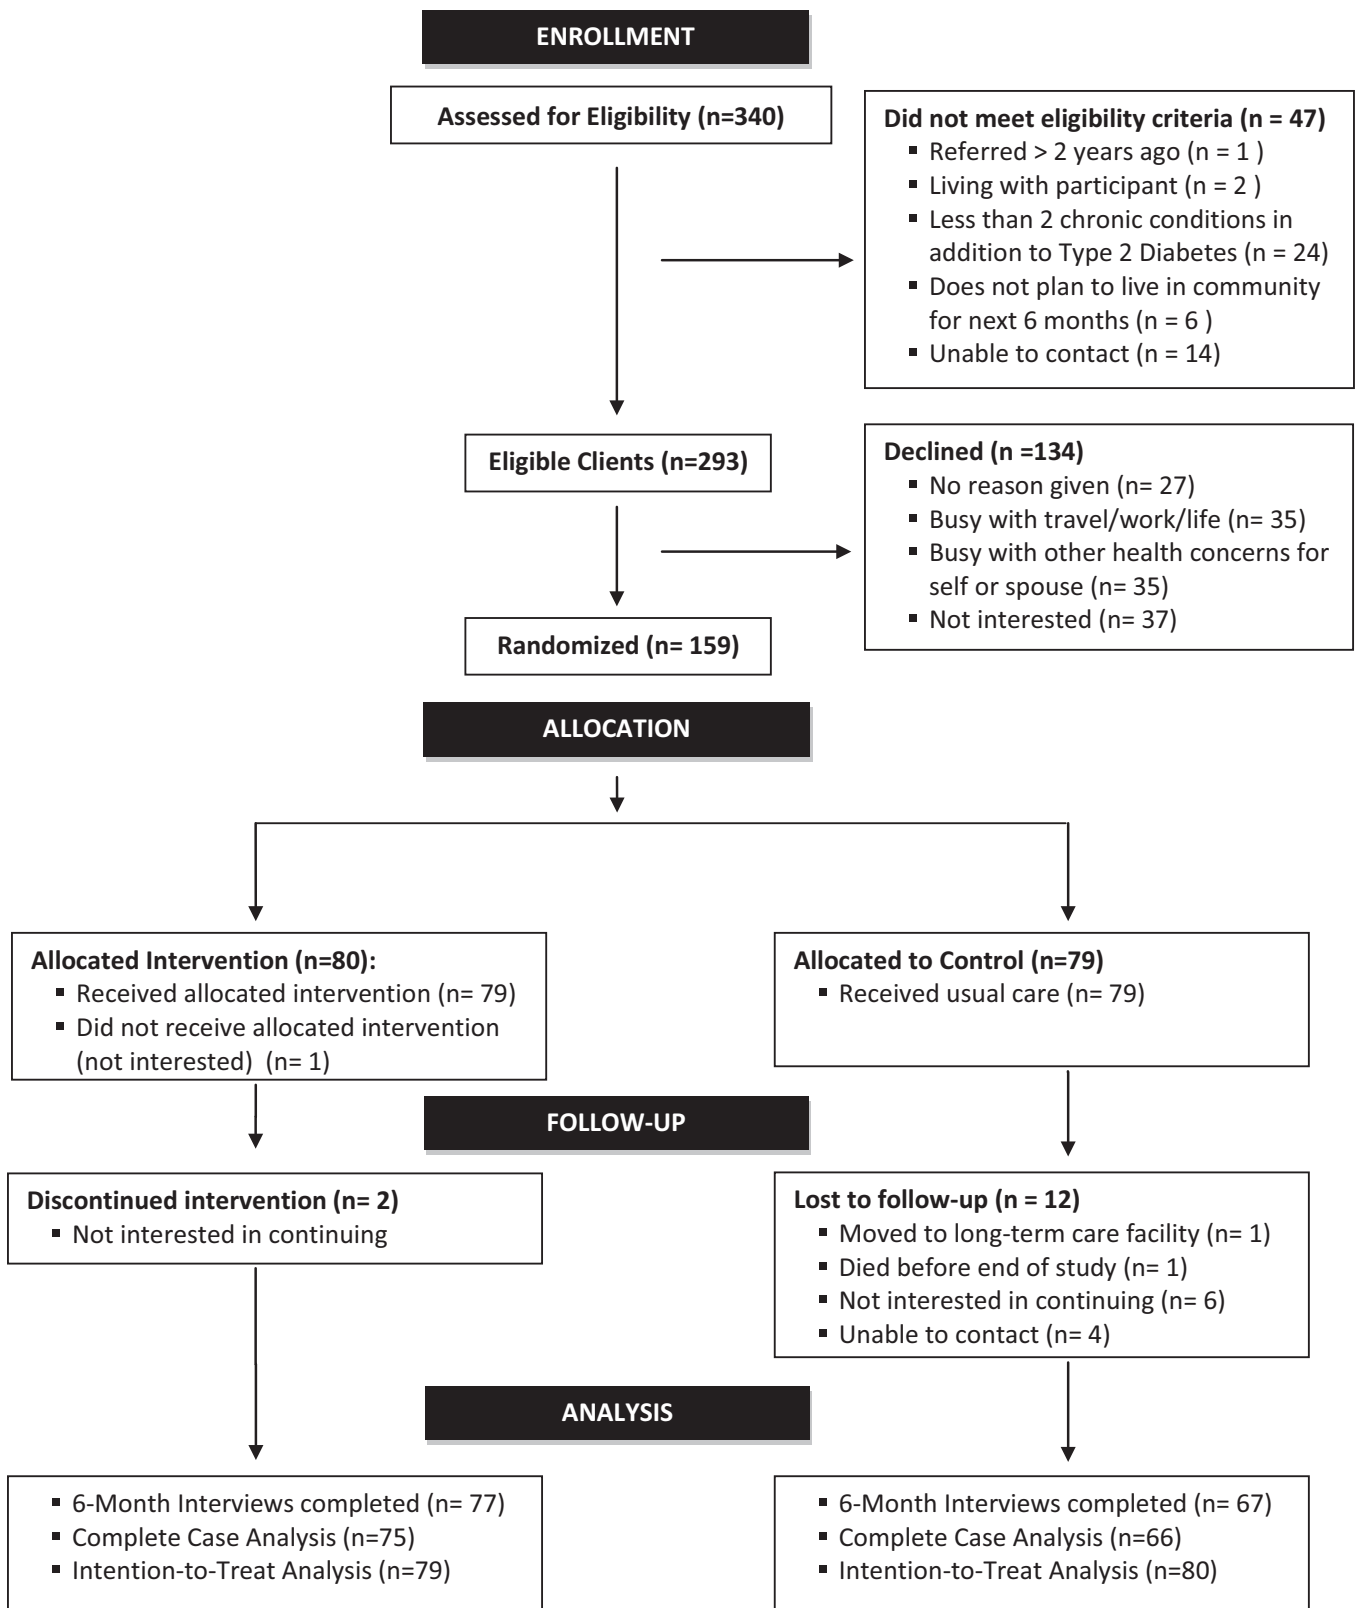 ENROLLMENT
Assessed for Eligibility (n=340)
Did not meet eligibility criteria (n = 47)
▪ Referred > 2 years ago (n = 1 )
▪ Living with participant (n = 2 )
▪ Less than 2 chronic conditions in
addition to Type 2 Diabetes (n = 24)
▪ Does not plan to live in community
for next 6 months (n = 6 )
▪ Unable to contact (n = 14)
Eligible Clients (n=293)
Declined (n =134)
▪ No reason given (n= 27)
▪ Busy with travel/work/life (n= 35)
▪ Busy with other health concerns for
self or spouse (n= 35)
▪ Not interested (n= 37)
Randomized (n= 159)
ALLOCATION
Allocated Intervention (n=80):
▪ Received allocated intervention (n= 79)
▪ Did not receive allocated intervention
(not interested) (n= 1)
Allocated to Control (n=79)
▪ Received usual care (n= 79)
FOLLOW-UP
Discontinued intervention (n= 2)
▪ Not interested in continuing
Lost to follow-up (n = 12)
▪ Moved to long-term care facility (n= 1)
▪ Died before end of study (n= 1)
▪ Not interested in continuing (n= 6)
▪ Unable to contact (n= 4)
ANALYSIS
▪ 6-Month Interviews completed (n= 77)
▪ Complete Case Analysis (n=75)
▪ Intention-to-Treat Analysis (n=79)
▪ 6-Month Interviews completed (n= 67)
▪ Complete Case Analysis (n=66)
▪ Intention-to-Treat Analysis (n=80)